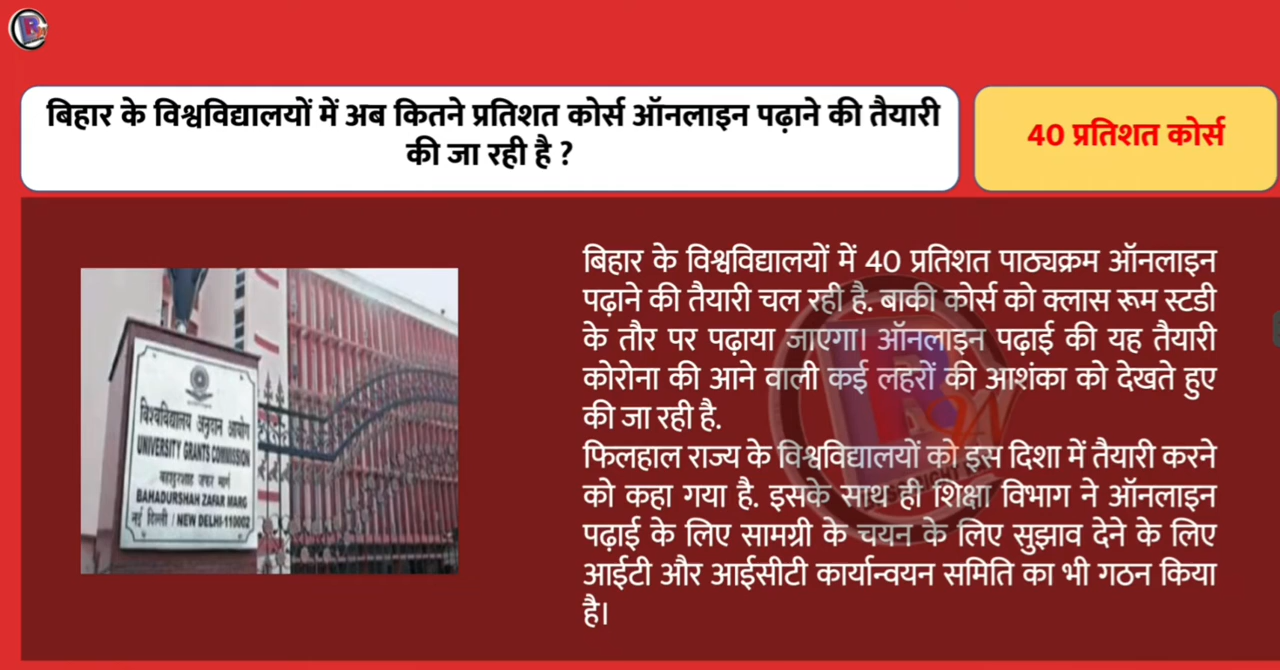 बिहार के विश्वविद्यालयों में अब कितने प्रतिशत कोर्स ऑनलाइन पढ़ाने की तैयारी
की जा रही है ?
40 प्रतिशत कोर्स
बिहार के विश्वविद्यालयों में 40 प्रतिशत पाठ्यक्रम ऑनलाइन
पढ़ाने की तैयारी चल रही है. बाकी कोर्स को क्लास रूम स्टडी
के तौर पर पढ़ाया जाएगा। ऑनलाइन पढ़ाई की यह तैयारी
कोरोना की आने वाली कई लहरों की आशंका को देखते हुए
की जा रही है.
फिलहाल राज्य के विश्वविद्यालयों को इस दिशा में तैयारी करने
को कहा गया है. इसके साथ ही शिक्षा विभाग ने ऑनलाइन
पढ़ाई के लिए सामग्री के चयन के लिए सुझाव देने के लिए
आईटी और आईसीटी कार्यान्वयन समिति का भी गठन किया
है।
विश्वविद्यालय अनुदान आयोग
UNIVERSITY GRANTS COMMISSION
बहादुरशाह जफर मार्ग
BAHADURSHAH ZAFAR MARG
नई दिल्ली / NEW DELHI-110002